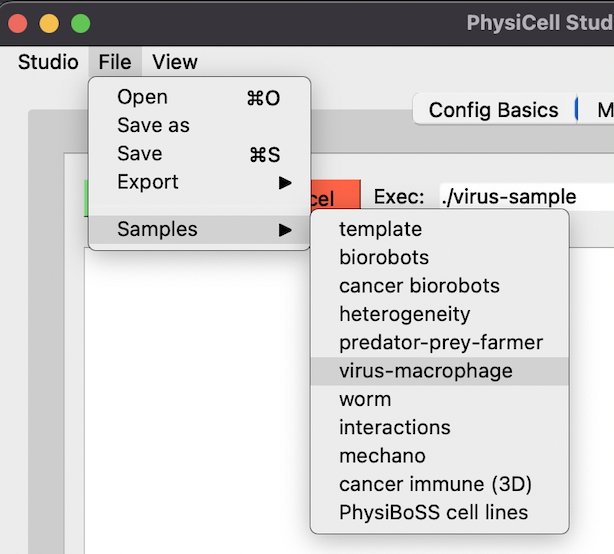 PhysiCell Stud
Studio File View
Open ⌘O
Save as
Save ⌘S
Export ▶
Samples ▶
Config Basics M
cel Exec: ./virus-sample
template
biorobots
cancer biorobots
heterogeneity
predator-prey-farmer
virus-macrophage
worm
interactions
mechano
cancer immune (3D)
PhysiBoSS cell lines